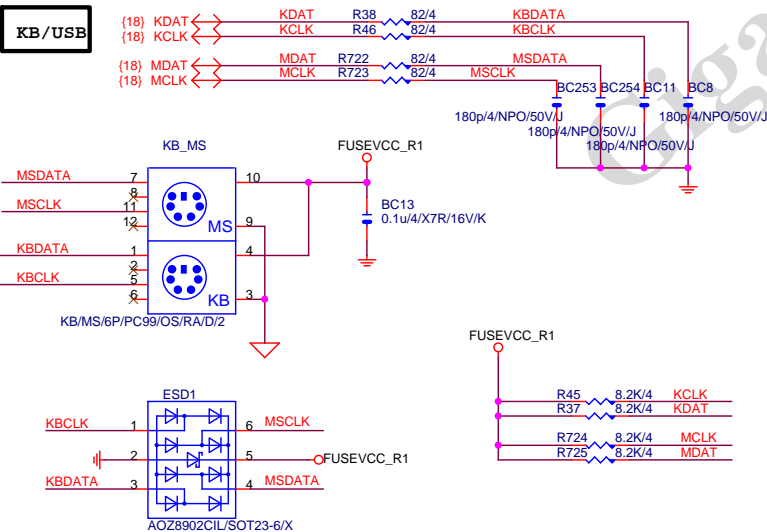 KB/USB
{18} KDAT KDAT R38 82/4 KBDATA
{18} KCLK KCLK R46 82/4 KBCLK
{18} MDAT MDAT R722 82/4 MSDATA
{18} MCLK MCLK R723 82/4 MSCLK
BC253 BC254 BC11 BC8
180p/4/NPO/50V/J 180p/4/NPO/50V/J
180p/4/NPO/50V/J
180p/4/NPO/50V/J
Giga
KB_MS
FUSEVCC_R1
MSDATA 7 10
8
MSCLK 11
12 MS 9
BC13
0.1u/4/X7R/16V/K
KBDATA 1 4
2
KBCLK 5
6 KB 3
KB/MS/6P/PC99/OS/RA/D/2
FUSEVCC_R1
R45 8.2K/4 KCLK
R37 8.2K/4 KDAT
R724 8.2K/4 MCLK
R725 8.2K/4 MDAT
ESD1
KBCLK 1 6 MSCLK
2 5 FUSEVCC_R1
KBDATA 3 4 MSDATA
AOZ8902CIL/SOT23-6/X